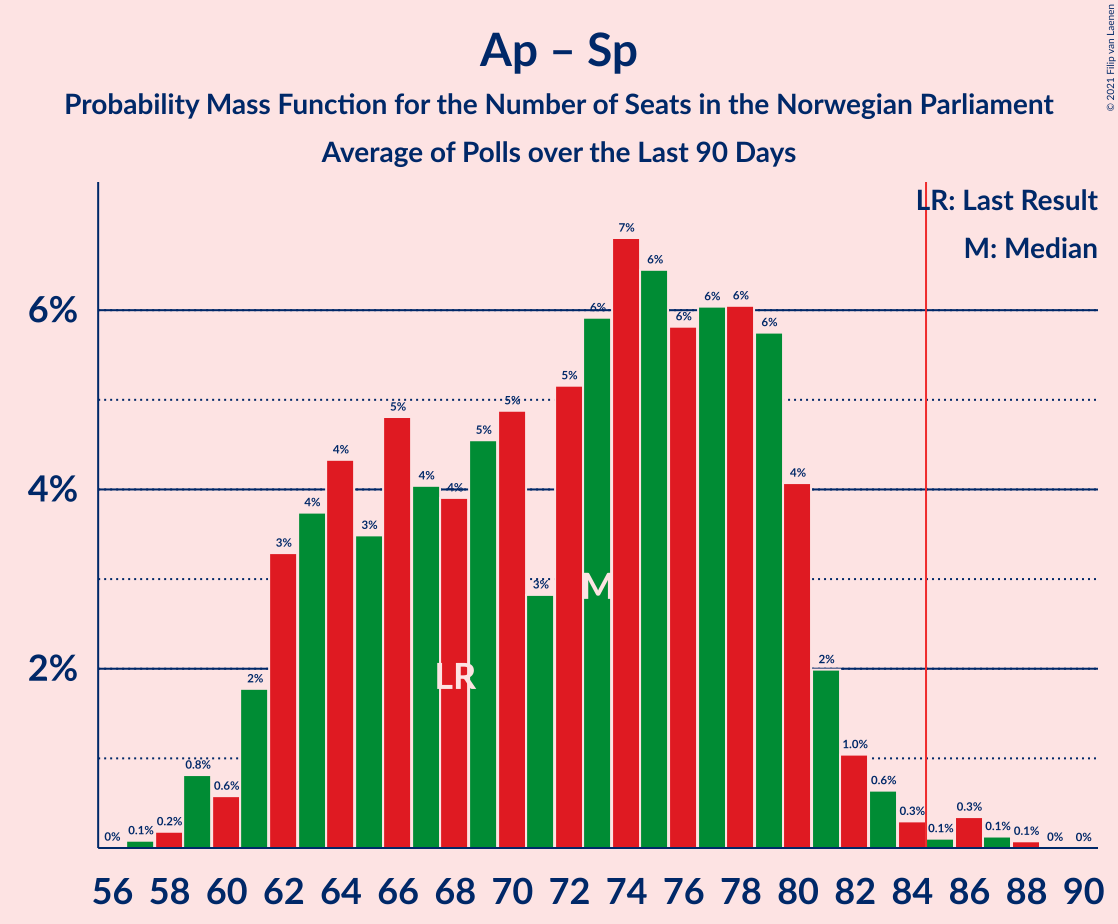 Ap – Sp
Probability Mass Function for the Number of Seats in the Norwegian Parliament
Average of Polls over the Last 90 Days
© 2021 Filip van Laenen
LR: Last Result
M: Median
6%
4%
2%
0% 0.1% 0.2% 0.8% 0.6% 2% 3% 4% 4% 3% 5% 4% 4% 5% 5% 3% 5% 6% 7% 6% 6% 6% 6% 6% 4% 2% 1.0% 0.6% 0.3% 0.1% 0.3% 0.1% 0.1% 0% 0%
M
LR
56 58 60 62 64 66 68 70 72 74 76 78 80 82 84 86 88 90